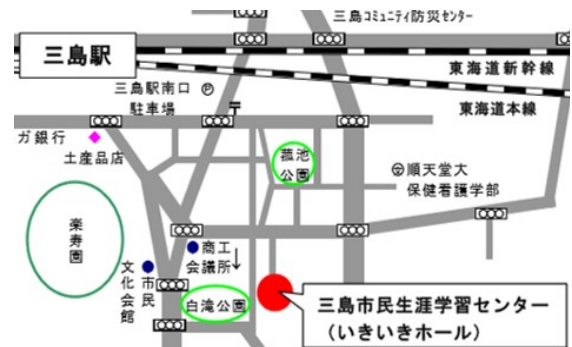 三島コミュニティ防災センター
三島駅
東海道新幹線
三島駅南口
駐車場
Ⓟ
〒
東海道本線
ガ銀行
土産品店
菰池
公園
順天堂大
保健看護学部
楽寿園
商工
会議所↓
市民
文化会館
白滝公園
三島市民生涯学習センター
(いきいきホール)